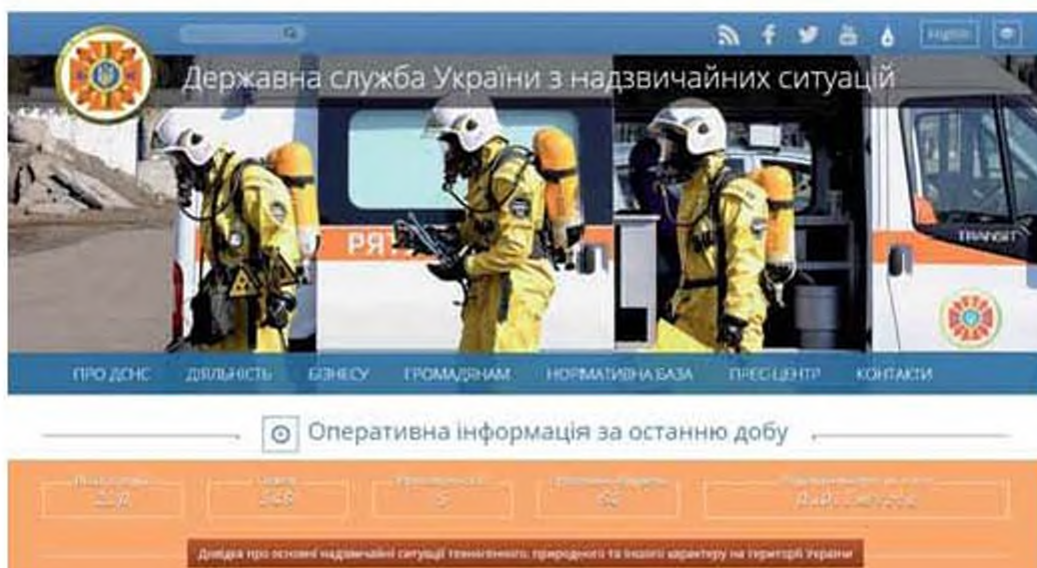 English
Державна служба України з надзвичайних ситуацій
TRANSIT
ПРО ДСНС ДІЯЛЬНІСТЬ БІЗНЕСУ ГРОМАДЯНАМ НОРМАТИВНА БАЗА ПРЕС-ЦЕНТР КОНТАКТИ
Оперативна інформація за останню добу
Довідка про основні надзвичайні ситуації техногенного, природного та іншого характеру на території України